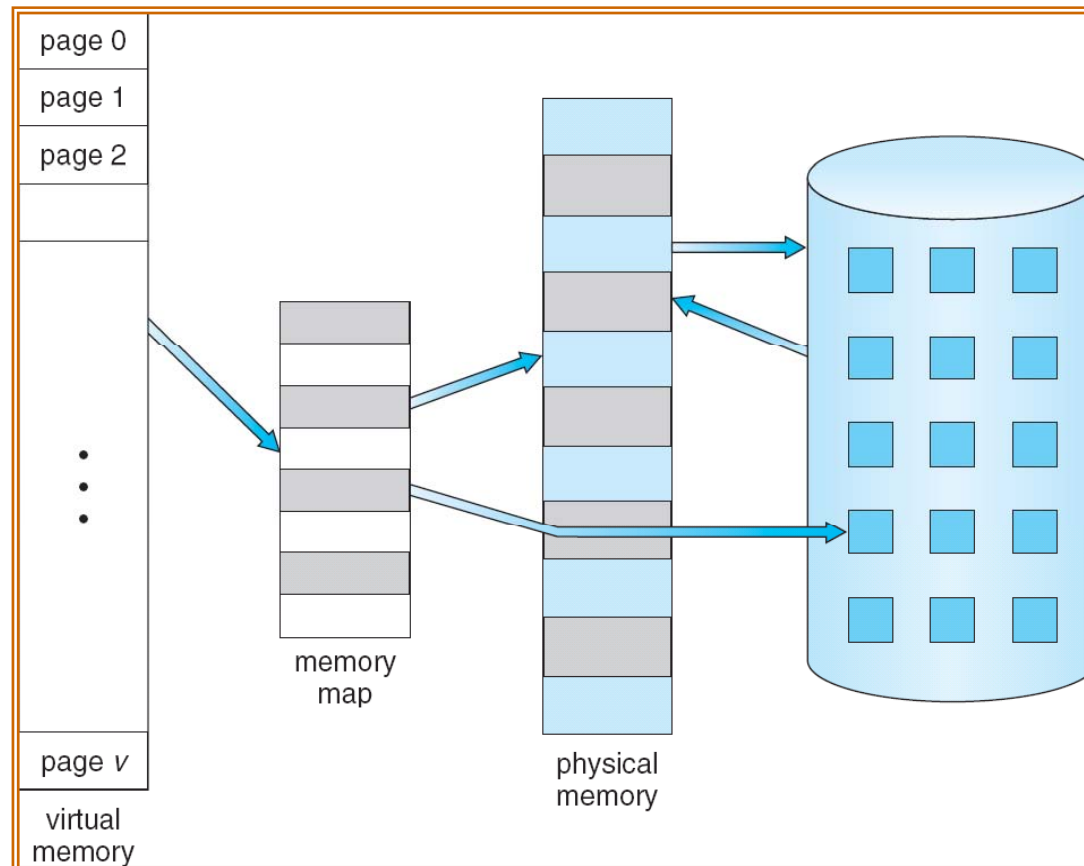 page 0
page 1
page 2
page v
virtual
memory
memory
map
physical
memory